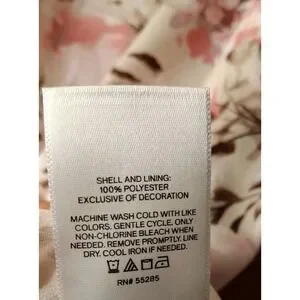 SHELL AND LINING:
100% POLYESTER
EXCLUSIVE OF DECORATION
MACHINE WASH COLD WITH LIKE
COLORS. GENTLE CYCLE. ONLY
NON-CHLORINE BLEACH WHEN
NEEDED. REMOVE PROMPTLY. LINE
DRY. COOL IRON IF NEEDED.
RN# 55285